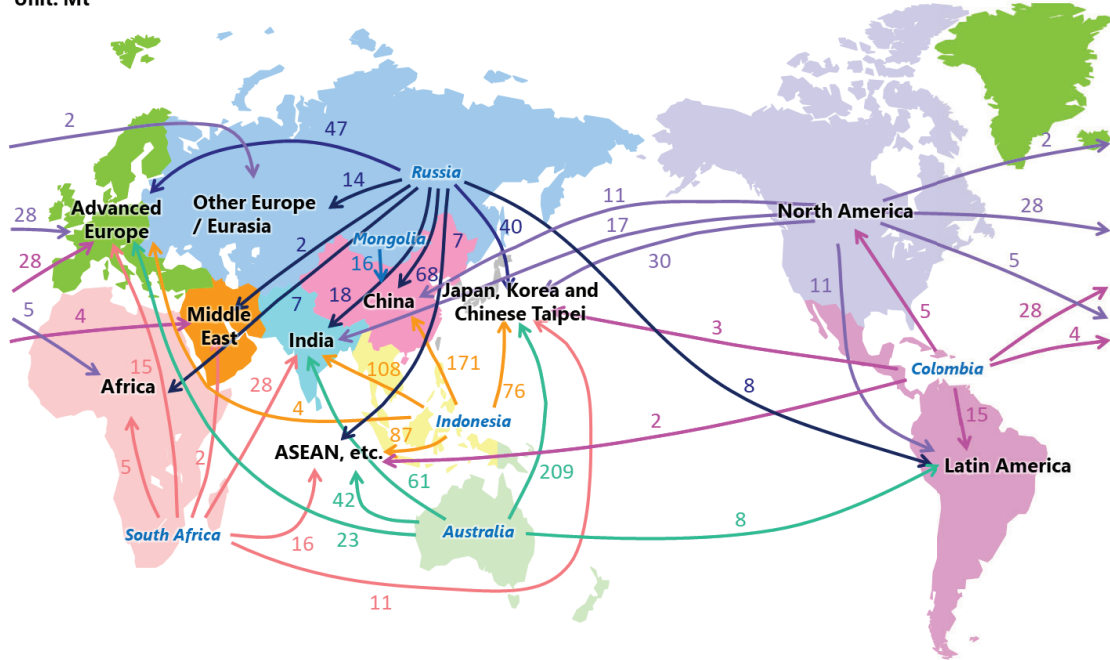 Unit: Mt
2
47
2
Russia
14
Other Europe
/ Eurasia
11
28
Advanced
Europe
North America
28
17
40
7
2
Mongolia
28
16
68
30
5
7
18
China
Japan, Korea and
Chinese Taipei
11
5
4
Middle
East
India
5
28
3
4
15
108
171
Colombia
Africa
28
76
8
4
15
Indonesia
2
87
ASEAN, etc.
5
2
Latin America
61
209
42
South Africa
Australia
8
16
23
11